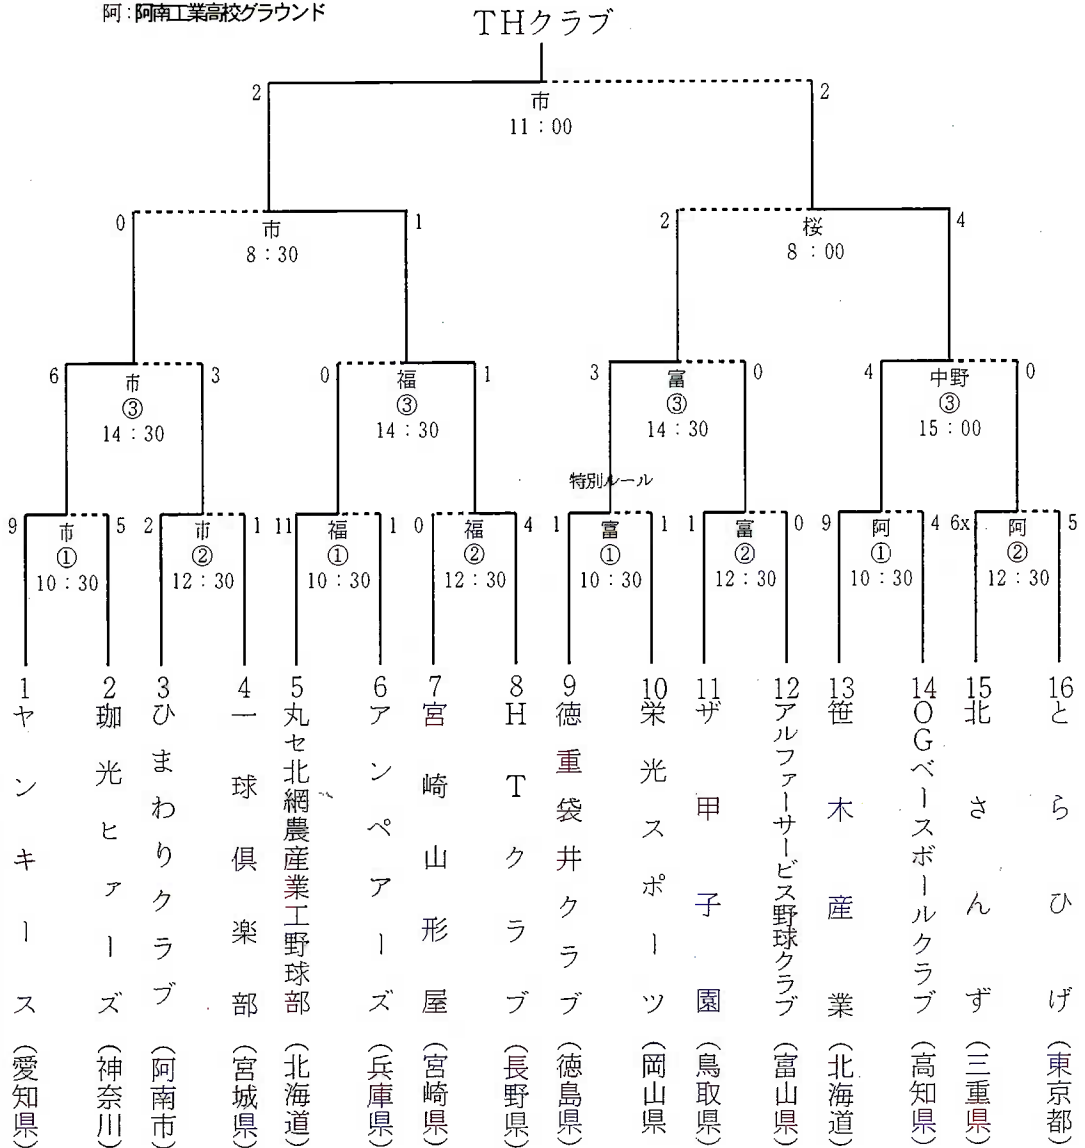 阿：阿南工業高校グラウンド
THクラブ
2 2
市
11：00
0 1 2 4
市 桜
8：30 8：00
6 3 0 1 3 0 4 0
市 福 富 中野
③ ③ ③ ③
14：30 14：30 14：30 15：00
特別ルール
9 5 2 1 11 1 0 4 1 1 1 0 9 4 6x 5
市 市 福 福 富 富 阿 阿
① ② ① ② ① ② ① ②
10：30 12：30 10：30 12：30 10：30 12：30 10：30 12：30
1 ヤンキース（愛知県）
2 珈光ヒァーズ（神奈川）
3 ひまわりクラブ（阿南市）
4 一球倶楽部（宮城県）
5 丸セ北網農産業工野球部（北海道）
6 アンペアーズ（兵庫県）
7 宮崎山形屋（宮崎県）
8 HTクラブ（長野県）
9 徳重袋井クラブ（徳島県）
10 栄光スポーツ（岡山県）
11 ザ甲子園（鳥取県）
12 アルファーサービス野球クラブ（富山県）
13 笹木産業（北海道）
14 OGベースボールクラブ（高知県）
15 北さんず（三重県）
16 とらひげ（東京都）